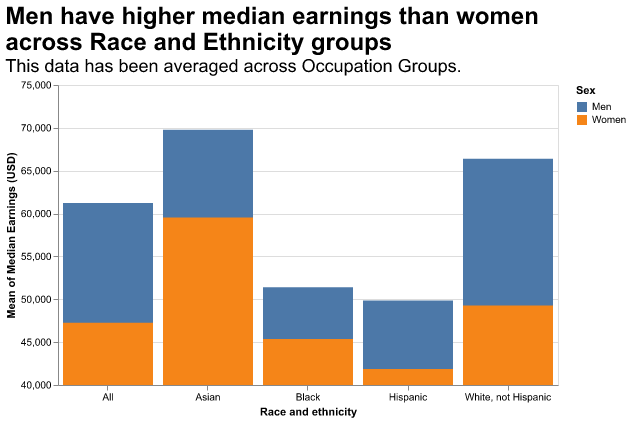 Men have higher median earnings than women
across Race and Ethnicity groups
This data has been averaged across Occupation Groups.
75,000
70,000
65,000
60,000
55,000
50,000
45,000
40,000
Mean of Median Earnings (USD)
All
Asian
Black
Hispanic
White, not Hispanic
Race and ethnicity
Sex
Men
Women